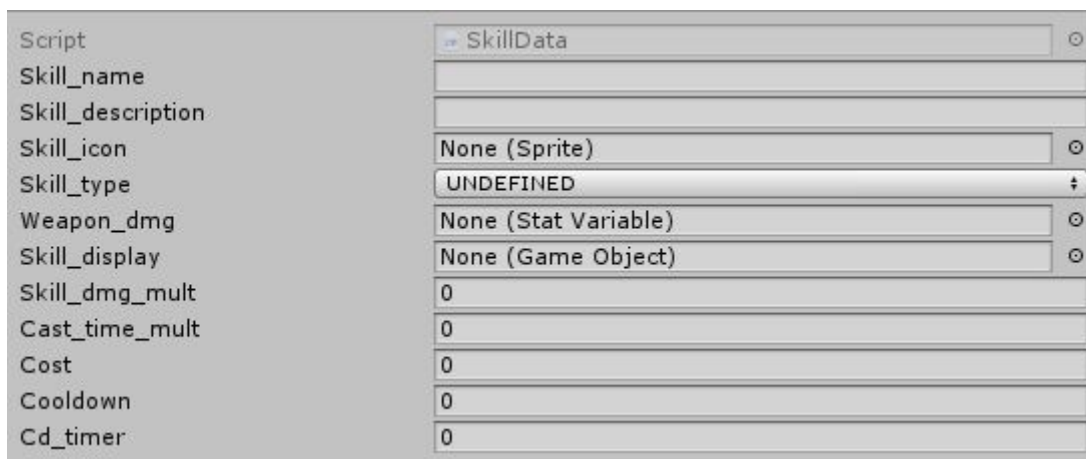 Script SkillData
Skill_name
Skill_description
Skill_icon None (Sprite)
Skill_type UNDEFINED
Weapon_dmg None (Stat Variable)
Skill_display None (Game Object)
Skill_dmg_mult 0
Cast_time_mult 0
Cost 0
Cooldown 0
Cd_timer 0